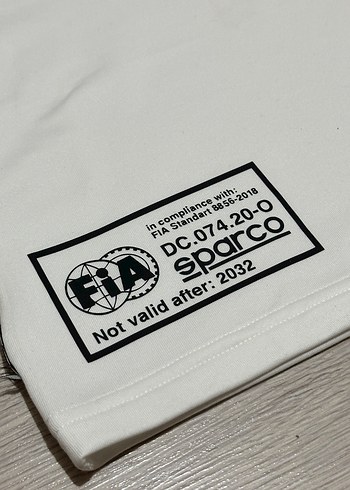 in compliance with:
FIA Standart 8856-2018
DC.074.20-O
FiA
sparco
Not valid after: 2032